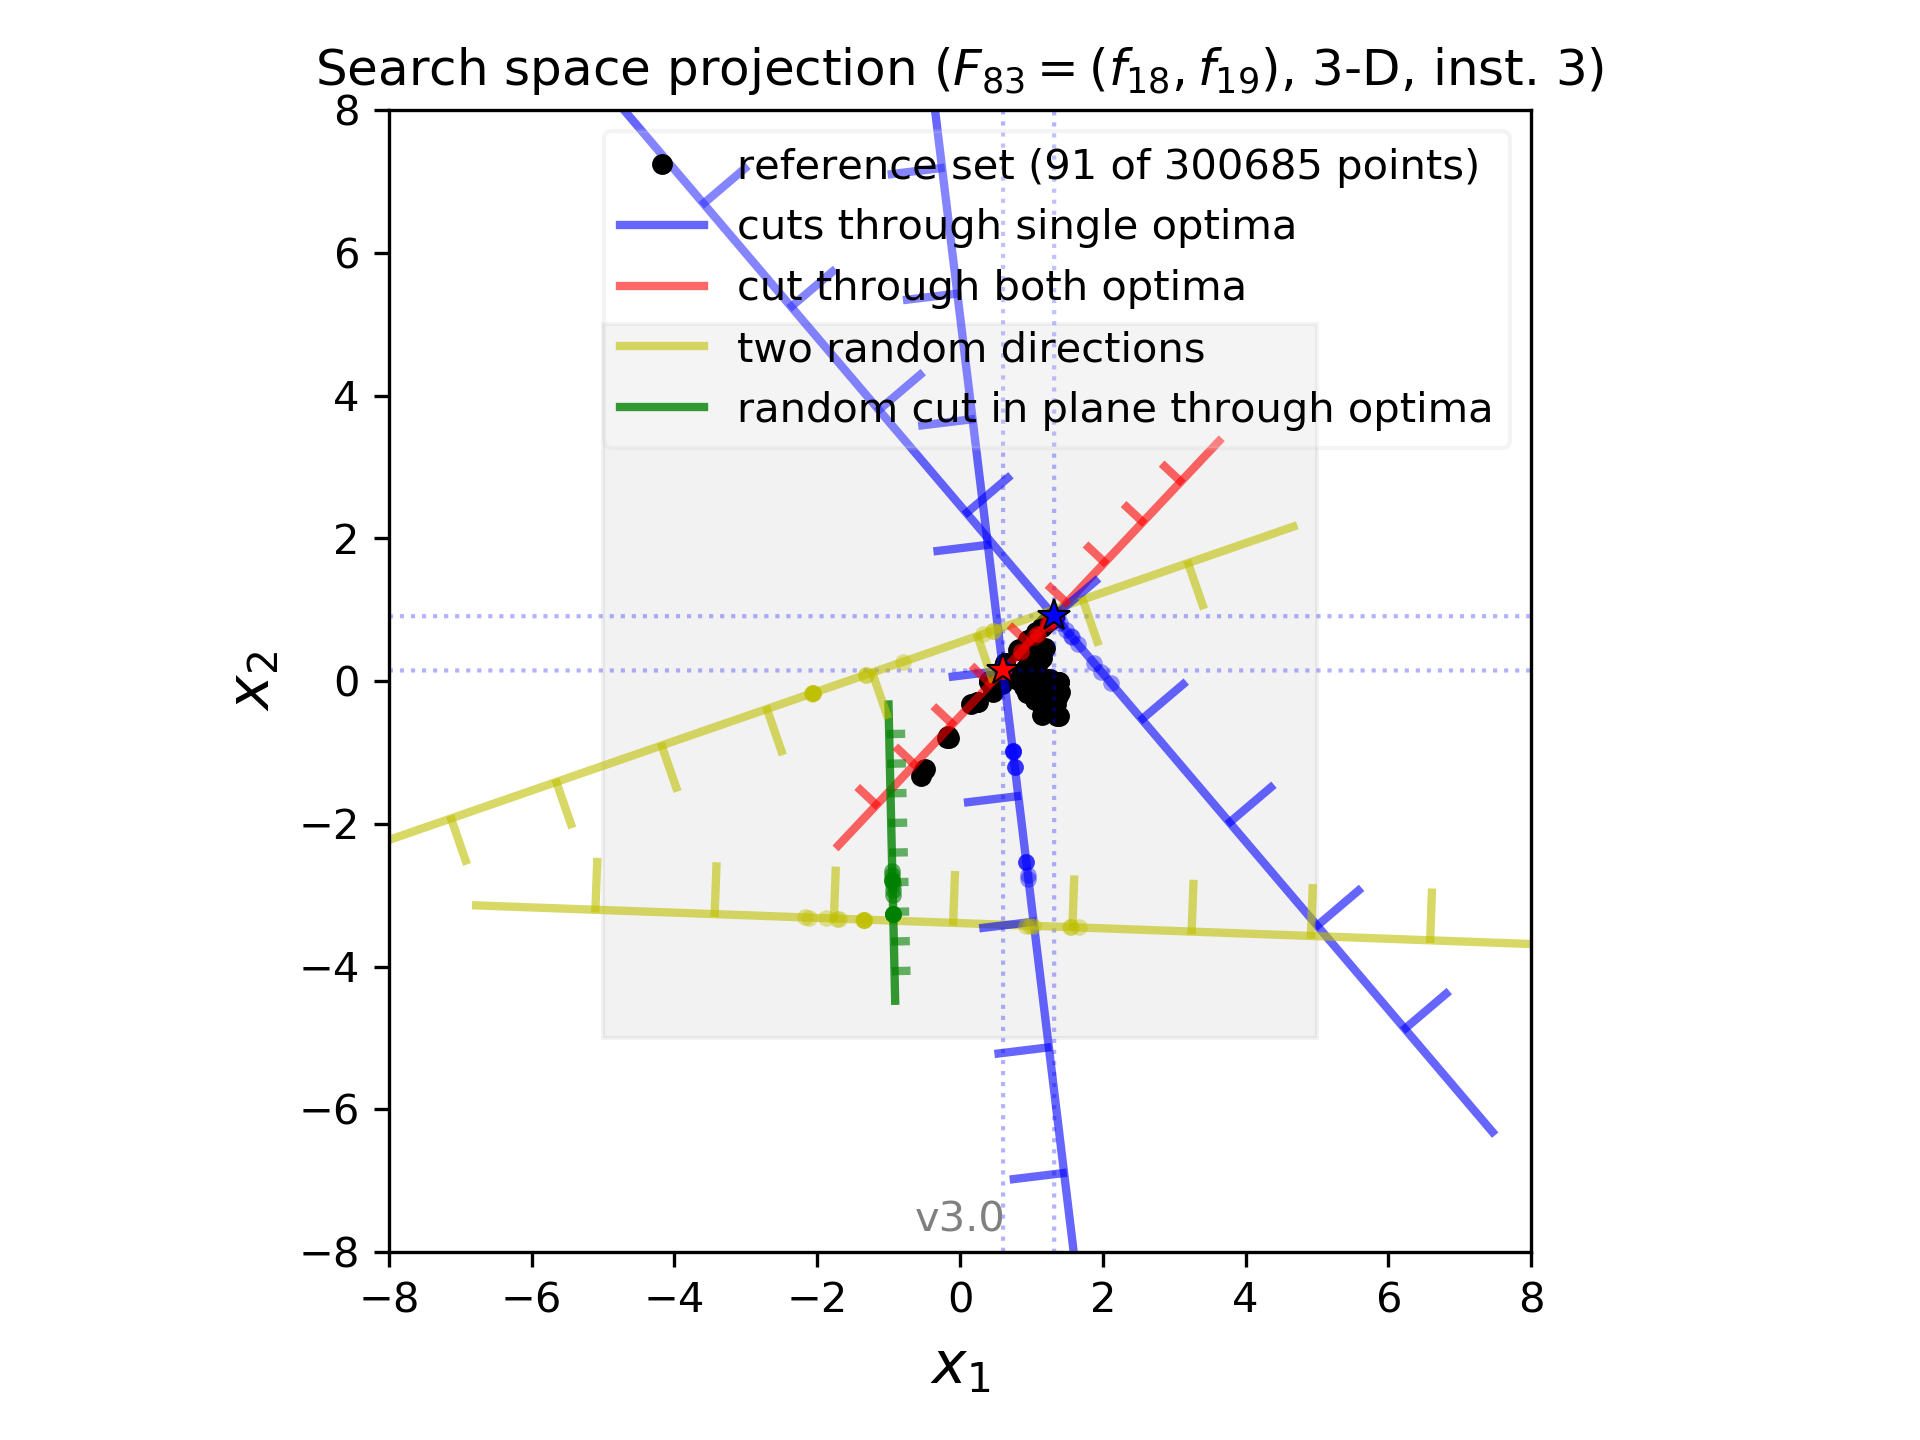 Search space projection (F83 = (f18, f19), 3-D, inst. 3)
8
6
4
2
0
−2
−4
−6
−8
x2
reference set (91 of 300685 points)
cuts through single optima
cut through both optima
two random directions
random cut in plane through optima
v3.0
−8 −6 −4 −2 0 2 4 6 8
x1